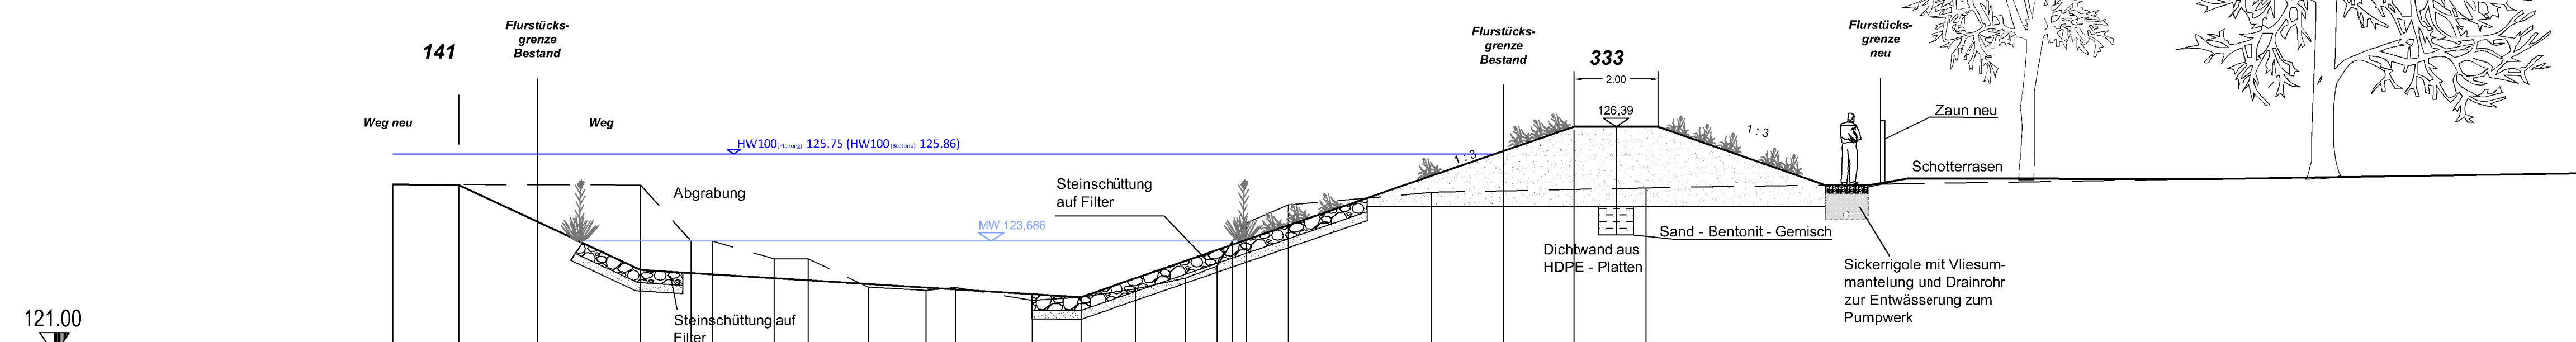 141
Flurstücks-
grenze
Bestand
Weg neu
Weg
HW100(Planung) 125.75 (HW100(Bestand) 125.86)
Abgrabung
Steinschüttung
auf Filter
MW 123,686
Steinschüttung auf
Filter
121.00
Flurstücks-
grenze
Bestand
333
2.00
126,39
1 : 3
1 : 3
Dichtwand aus
HDPE - Platten
Sand - Bentonit - Gemisch
Flurstücks-
grenze
neu
Zaun neu
Schotterrasen
Sickerrigole mit Vliesum-
mantelung und Drainrohr
zur Entwässerung zum
Pumpwerk